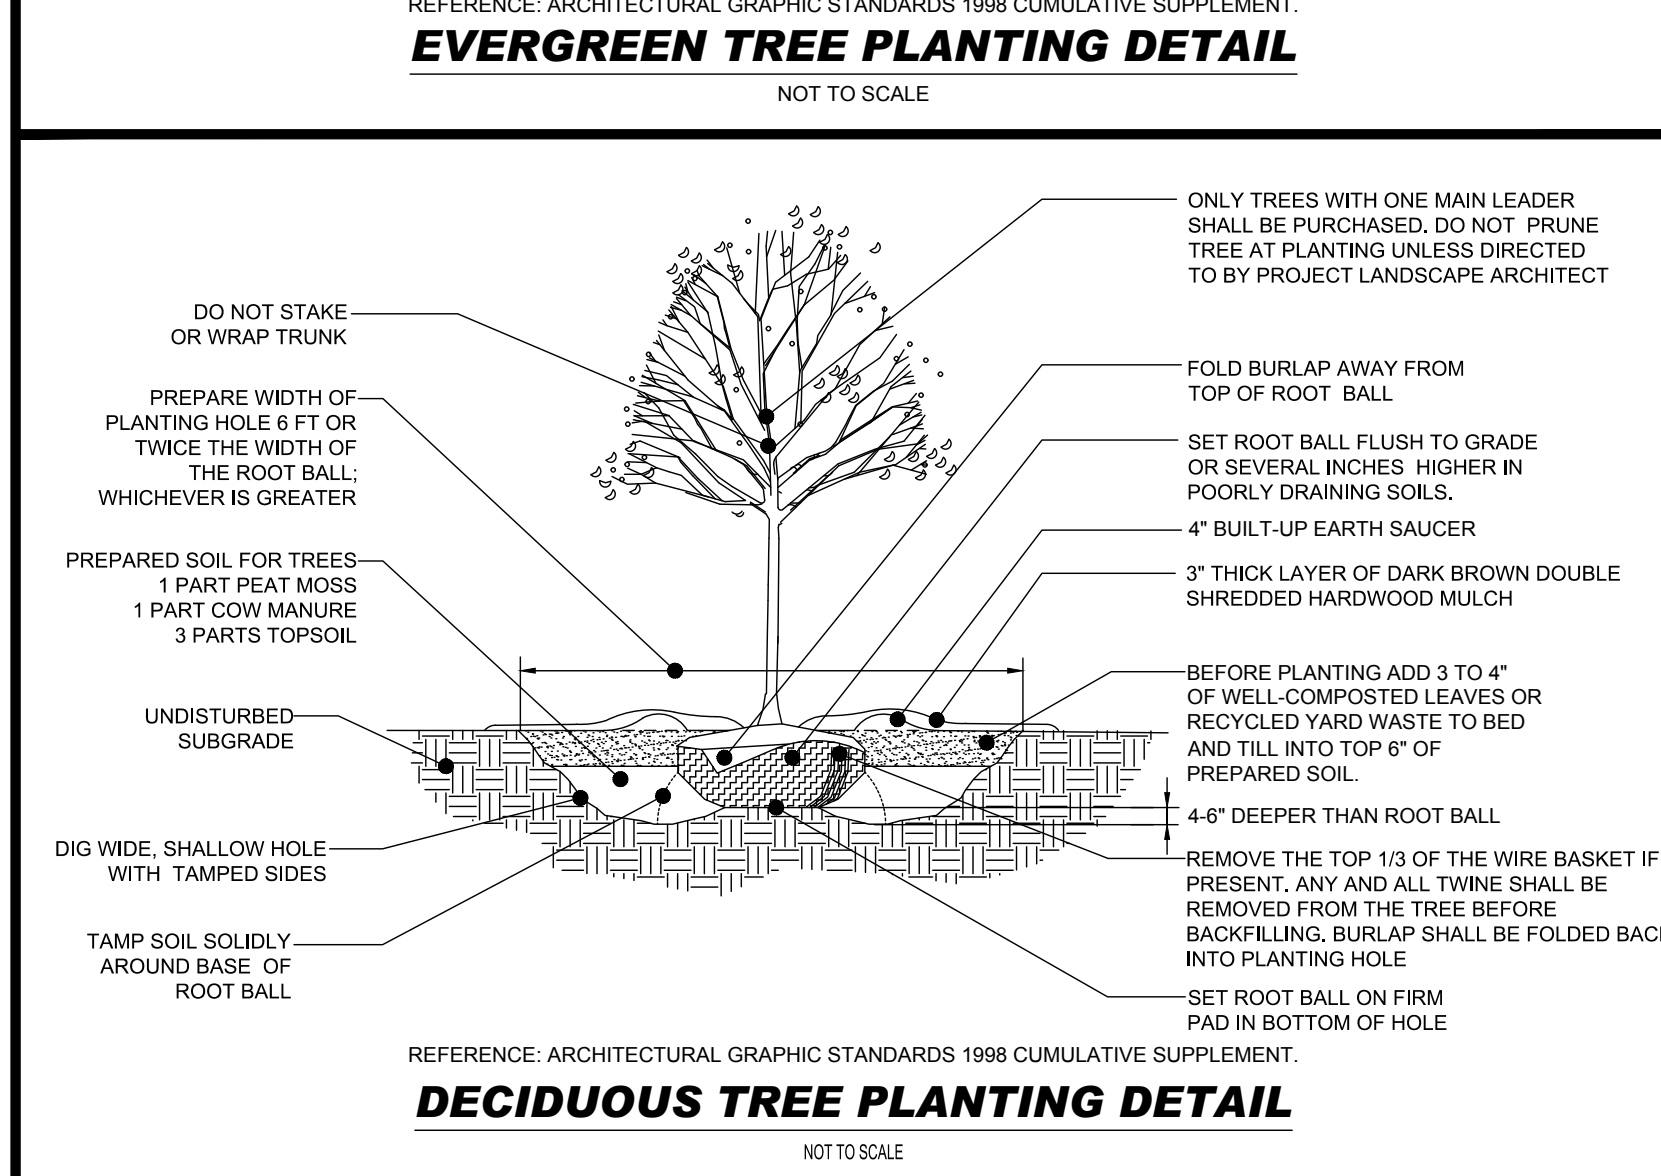 REFERENCE: ARCHITECTURAL GRAPHIC STANDARDS 1998 CUMULATIVE SUPPLEMENT.
EVERGREEN TREE PLANTING DETAIL
NOT TO SCALE
DO NOT STAKE
OR WRAP TRUNK
PREPARE WIDTH OF
PLANTING HOLE 6 FT OR
TWICE THE WIDTH OF
THE ROOT BALL;
WHICHEVER IS GREATER
PREPARED SOIL FOR TREES
1 PART PEAT MOSS
1 PART COW MANURE
3 PARTS TOPSOIL
UNDISTURBED
SUBGRADE
DIG WIDE, SHALLOW HOLE
WITH TAMPED SIDES
TAMP SOIL SOLIDLY
AROUND BASE OF
ROOT BALL
ONLY TREES WITH ONE MAIN LEADER
SHALL BE PURCHASED. DO NOT PRUNE
TREE AT PLANTING UNLESS DIRECTED
TO BY PROJECT LANDSCAPE ARCHITECT
FOLD BURLAP AWAY FROM
TOP OF ROOT BALL
SET ROOT BALL FLUSH TO GRADE
OR SEVERAL INCHES HIGHER IN
POORLY DRAINING SOILS.
4" BUILT-UP EARTH SAUCER
3" THICK LAYER OF DARK BROWN DOUBLE
SHREDDED HARDWOOD MULCH
BEFORE PLANTING ADD 3 TO 4"
OF WELL-COMPOSTED LEAVES OR
RECYCLED YARD WASTE TO BED
AND TILL INTO TOP 6" OF
PREPARED SOIL.
4-6" DEEPER THAN ROOT BALL
REMOVE THE TOP 1/3 OF THE WIRE BASKET IF
PRESENT. ANY AND ALL TWINE SHALL BE
REMOVED FROM THE TREE BEFORE
BACKFILLING. BURLAP SHALL BE FOLDED BACK
INTO PLANTING HOLE
SET ROOT BALL ON FIRM
PAD IN BOTTOM OF HOLE
REFERENCE: ARCHITECTURAL GRAPHIC STANDARDS 1998 CUMULATIVE SUPPLEMENT.
DECIDUOUS TREE PLANTING DETAIL
NOT TO SCALE